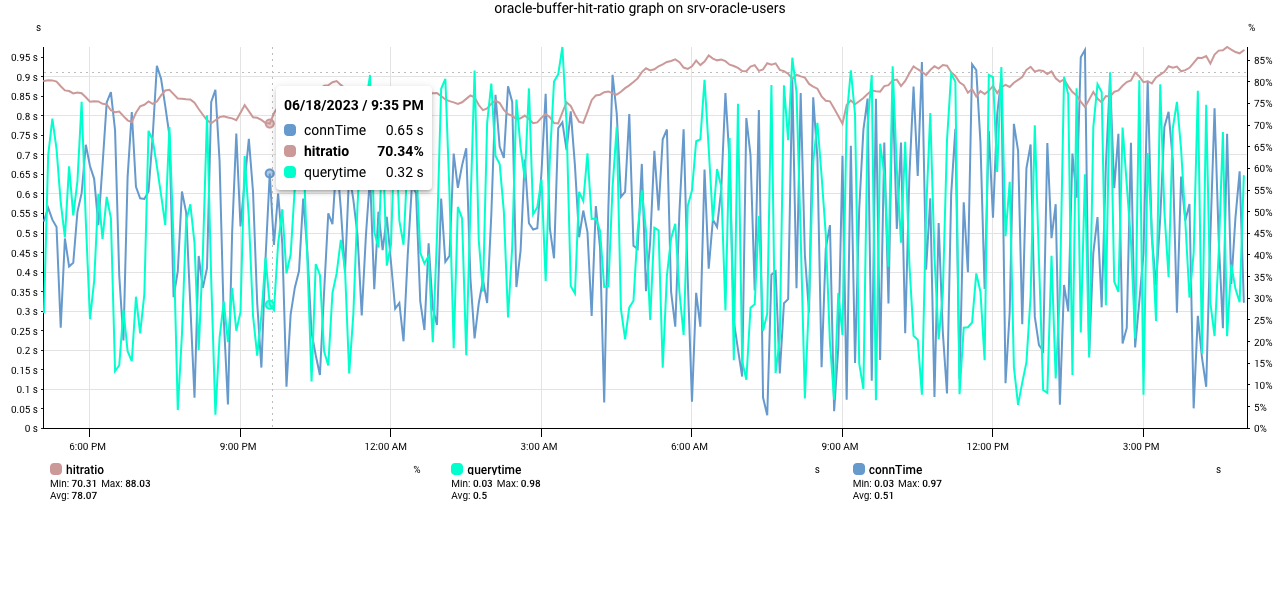 oracle-buffer-hit-ratio graph on srv-oracle-users
s %
0.95 s
0.9 s
0.85 s
0.8 s
0.75 s
0.7 s
0.65 s
0.6 s
0.55 s
0.5 s
0.45 s
0.4 s
0.35 s
0.3 s
0.25 s
0.2 s
0.15 s
0.1 s
0.05 s
0 s
06/18/2023 / 9:35 PM
connTime 0.65 s
hitratio 70.34%
querytime 0.32 s
85%
80%
75%
70%
65%
60%
55%
50%
45%
40%
35%
30%
25%
20%
15%
10%
5%
0%
6:00 PM 9:00 PM 12:00 AM 3:00 AM 6:00 AM 9:00 AM 12:00 PM 3:00 PM
hitratio %
Min: 70.31 Max: 88.03
Avg: 78.07
querytime s
Min: 0.03 Max: 0.98
Avg: 0.5
connTime s
Min: 0.03 Max: 0.97
Avg: 0.51